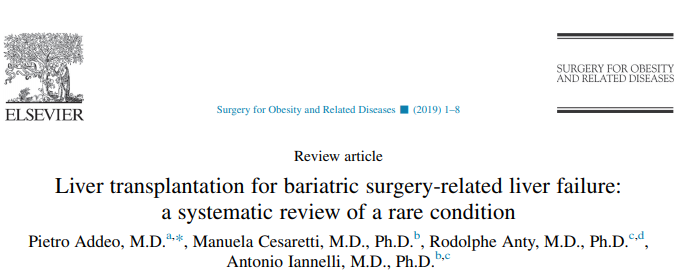 ELSEVIER
Surgery for Obesity and Related Diseases ■ (2019) 1–8
SURGERY FOR OBESITY
AND RELATED DISEASES
Review article
Liver transplantation for bariatric surgery-related liver failure:
a systematic review of a rare condition
Pietro Addeo, M.D.a,*, Manuela Cesaretti, M.D., Ph.D.b, Rodolphe Anty, M.D., Ph.D.c,d,
Antonio Iannelli, M.D., Ph.D.b,c